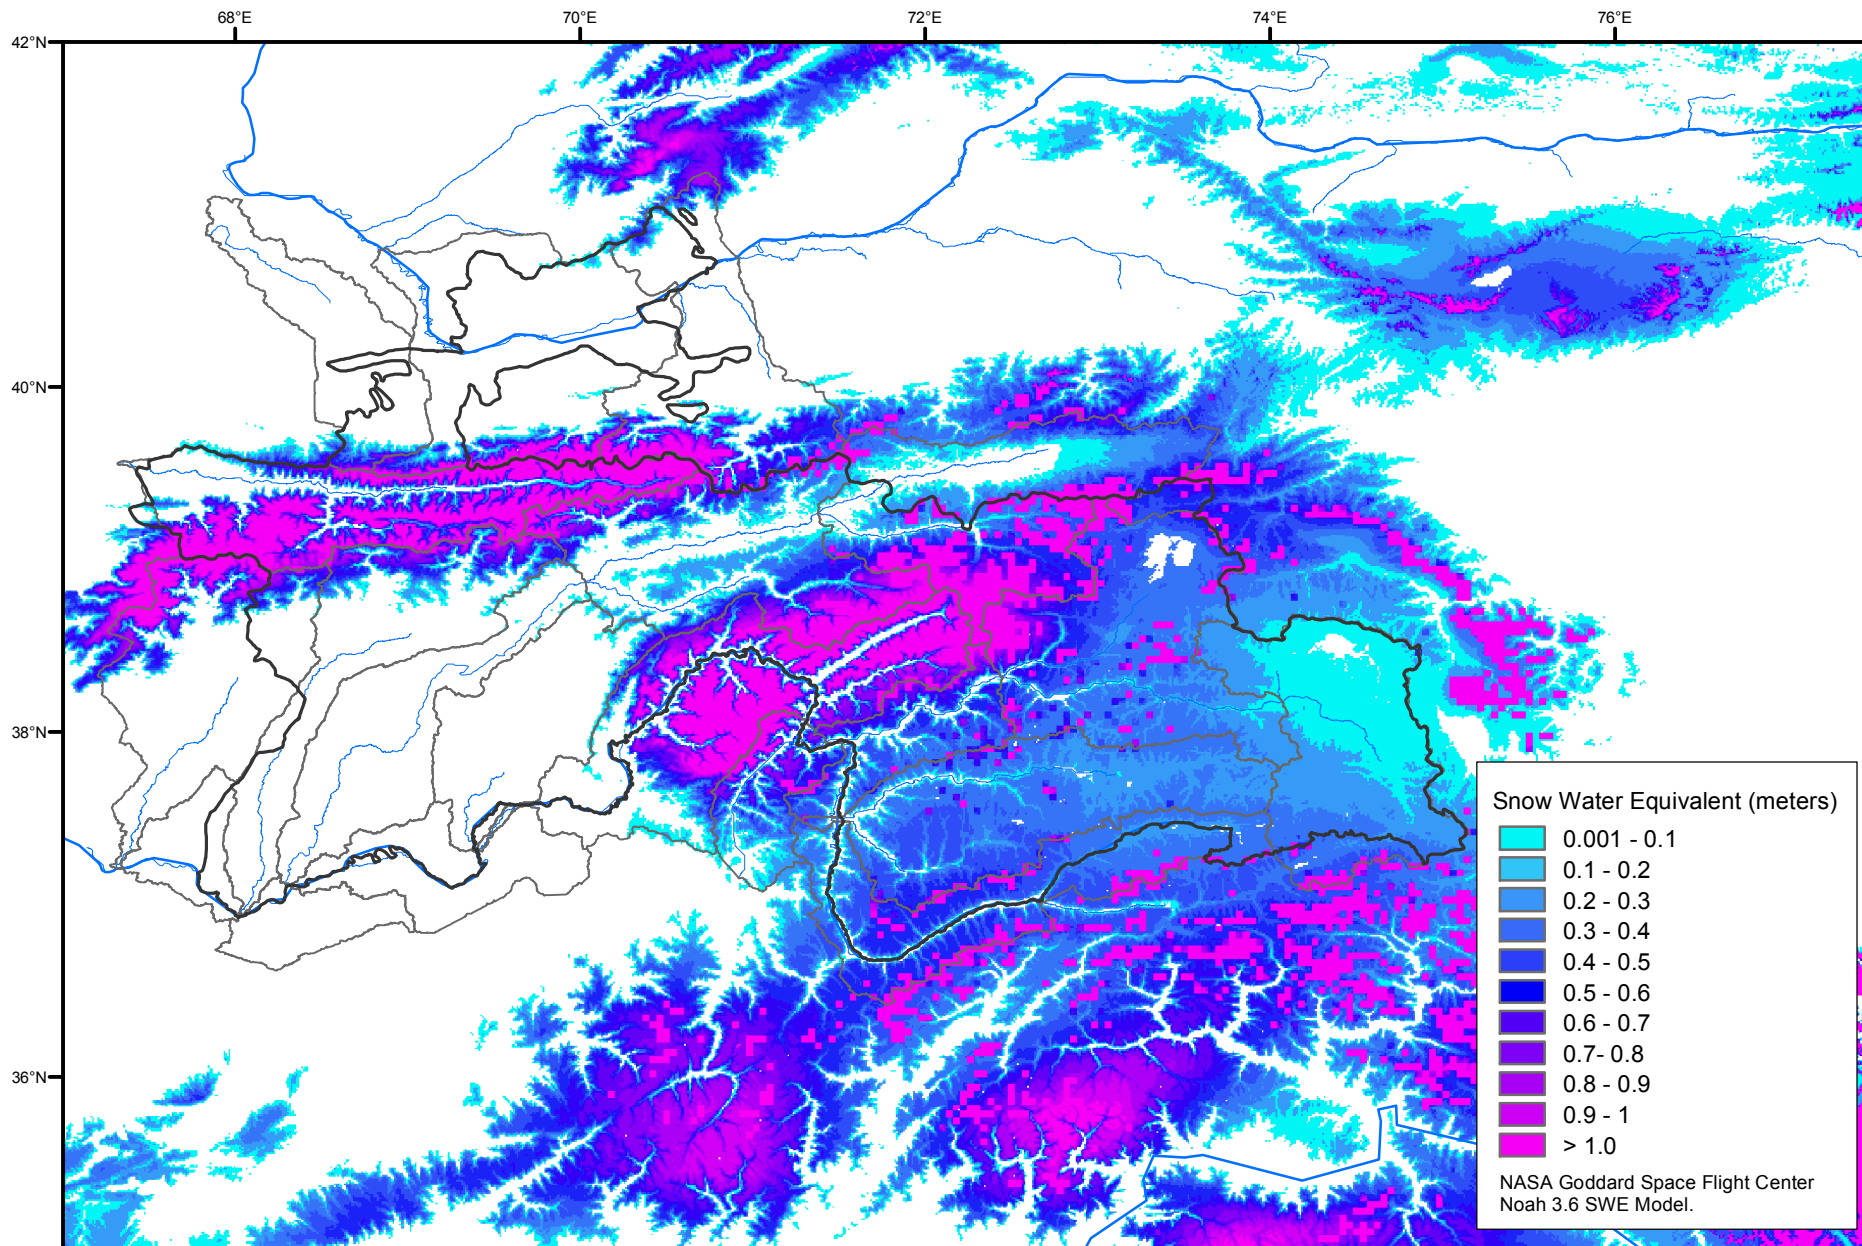 68°E 70°E 72°E 74°E 76°E
42°N
40°N
38°N
36°N
Snow Water Equivalent (meters)
0.001 - 0.1
0.1 - 0.2
0.2 - 0.3
0.3 - 0.4
0.4 - 0.5
0.5 - 0.6
0.6 - 0.7
0.7- 0.8
0.8 - 0.9
0.9 - 1
> 1.0
NASA Goddard Space Flight Center
Noah 3.6 SWE Model.